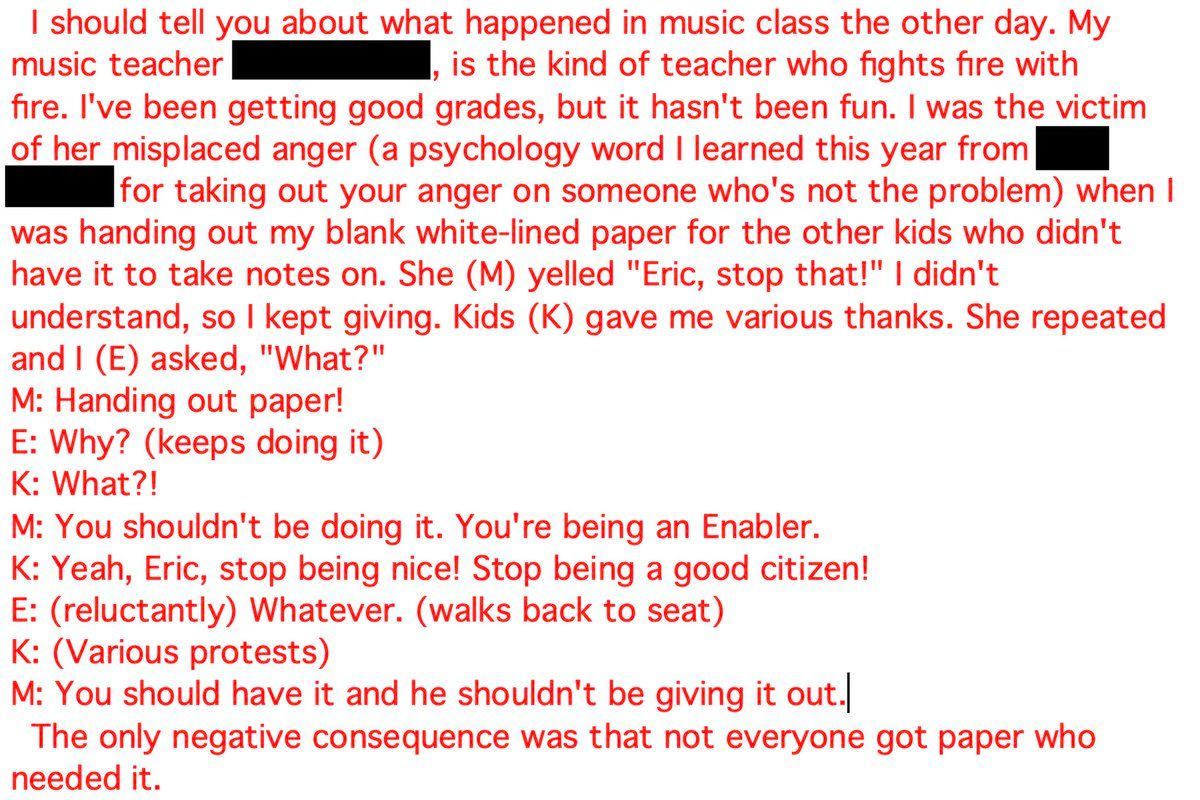 I should tell you about what happened in music class the other day. My
music teacher , is the kind of teacher who fights fire with
fire. I've been getting good grades, but it hasn't been fun. I was the victim
of her misplaced anger (a psychology word I learned this year from
for taking out your anger on someone who's not the problem) when I
was handing out my blank white-lined paper for the other kids who didn't
have it to take notes on. She (M) yelled "Eric, stop that!" I didn't
understand, so I kept giving. Kids (K) gave me various thanks. She repeated
and I (E) asked, "What?"
M: Handing out paper!
E: Why? (keeps doing it)
K: What?!
M: You shouldn't be doing it. You're being an Enabler.
K: Yeah, Eric, stop being nice! Stop being a good citizen!
E: (reluctantly) Whatever. (walks back to seat)
K: (Various protests)
M: You should have it and he shouldn't be giving it out.
The only negative consequence was that not everyone got paper who
needed it.